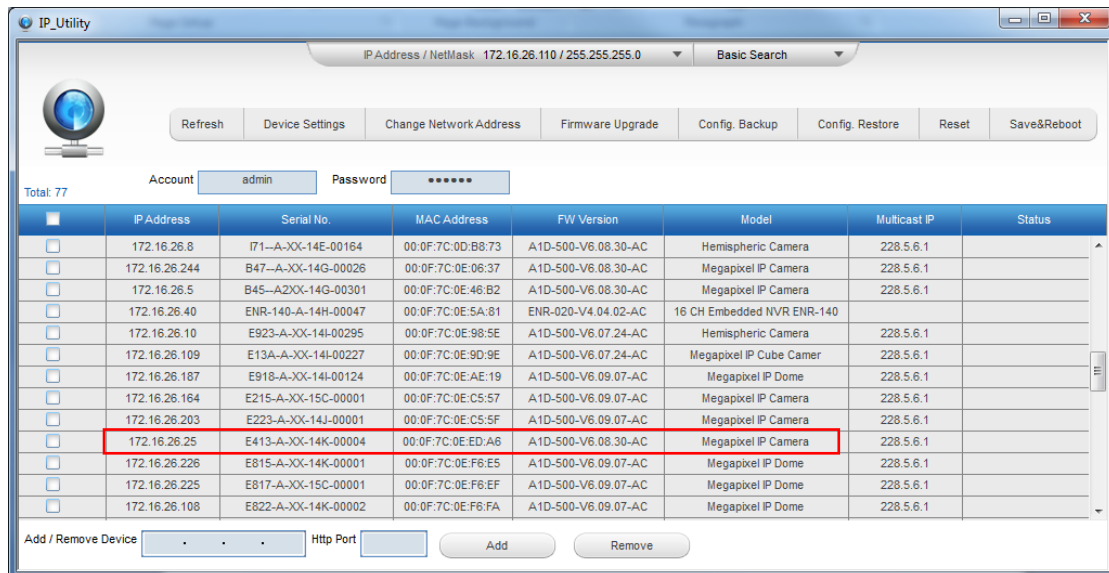 IP_Utility
IP Address / NetMask 172.16.26.110 / 255.255.255.0 Basic Search
Refresh Device Settings Change Network Address Firmware Upgrade Config. Backup Config. Restore Reset Save&Reboot
Account admin Password ••••••
Total: 77
IP Address Serial No. MAC Address FW Version Model Multicast IP Status
172.16.26.8 I71--A-XX-14E-00164 00:0F:7C:0D:B8:73 A1D-500-V6.08.30-AC Hemispheric Camera 228.5.6.1
172.16.26.244 B47--A-XX-14G-00026 00:0F:7C:0E:06:37 A1D-500-V6.08.30-AC Megapixel IP Camera 228.5.6.1
172.16.26.5 B45--A2XX-14G-00301 00:0F:7C:0E:46:B2 A1D-500-V6.08.30-AC Megapixel IP Camera 228.5.6.1
172.16.26.40 ENR-140-A-14H-00047 00:0F:7C:0E:5A:81 ENR-020-V4.04.02-AC 16 CH Embedded NVR ENR-140
172.16.26.10 E923-A-XX-14I-00295 00:0F:7C:0E:98:5E A1D-500-V6.07.24-AC Hemispheric Camera 228.5.6.1
172.16.26.109 E13A-A-XX-14I-00227 00:0F:7C:0E:9D:9E A1D-500-V6.07.24-AC Megapixel IP Cube Camer 228.5.6.1
172.16.26.187 E918-A-XX-14I-00124 00:0F:7C:0E:AE:19 A1D-500-V6.09.07-AC Megapixel IP Dome 228.5.6.1
172.16.26.164 E215-A-XX-15C-00001 00:0F:7C:0E:C5:57 A1D-500-V6.09.07-AC Megapixel IP Camera 228.5.6.1
172.16.26.203 E223-A-XX-14J-00001 00:0F:7C:0E:C5:5F A1D-500-V6.09.07-AC Megapixel IP Camera 228.5.6.1
172.16.26.25 E413-A-XX-14K-00004 00:0F:7C:0E:ED:A6 A1D-500-V6.08.30-AC Megapixel IP Camera 228.5.6.1
172.16.26.226 E815-A-XX-14K-00001 00:0F:7C:0E:F6:E5 A1D-500-V6.09.07-AC Megapixel IP Dome 228.5.6.1
172.16.26.225 E817-A-XX-15C-00001 00:0F:7C:0E:F6:EF A1D-500-V6.09.07-AC Megapixel IP Dome 228.5.6.1
172.16.26.108 E822-A-XX-14K-00002 00:0F:7C:0E:F6:FA A1D-500-V6.09.07-AC Megapixel IP Dome 228.5.6.1
Add / Remove Device . . . Http Port Add Remove